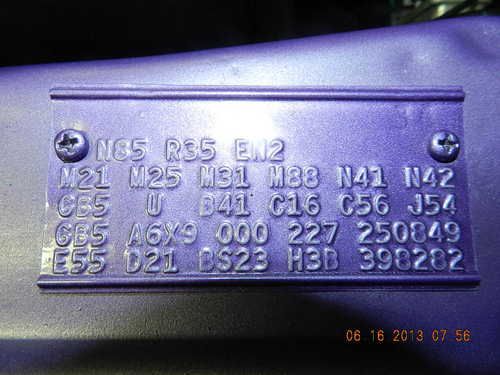 N85 R35 EN2
M21 M25 M31 M88 N41 N42
GB5 U B41 C16 C56 J54
GB5 A6X9 000 227 250849
E55 D21 BS23 H3B 398282
06 16 2013 07 56